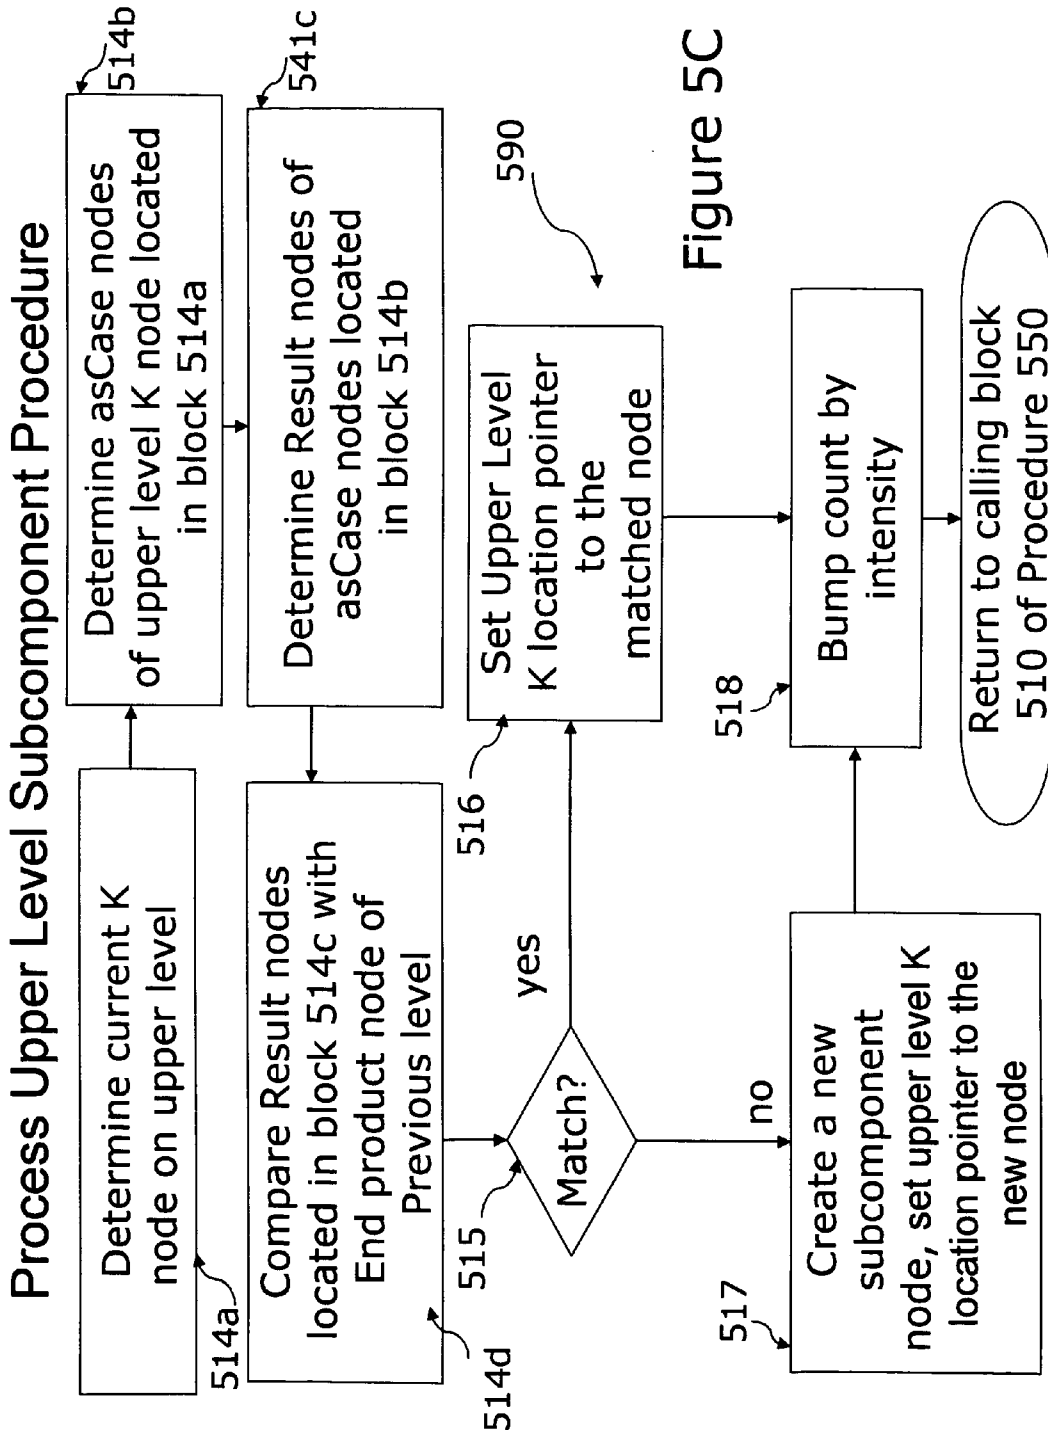 Process Upper Level Subcomponent Procedure
Determine current K
node on upper level
514a
Determine asCase nodes
of upper level K node located
in block 514a
514b
Determine Result nodes of
asCase nodes located
in block 514b
541c
Compare Result nodes
located in block 514c with
End product node of
Previous level
514d
515
Match?
yes
no
516
Set Upper Level
K location pointer
to the
matched node
590
517
Create a new
subcomponent
node, set upper level K
location pointer to the
new node
518
Bump count by
intensity
Return to calling block
510 of Procedure 550
Figure 5C